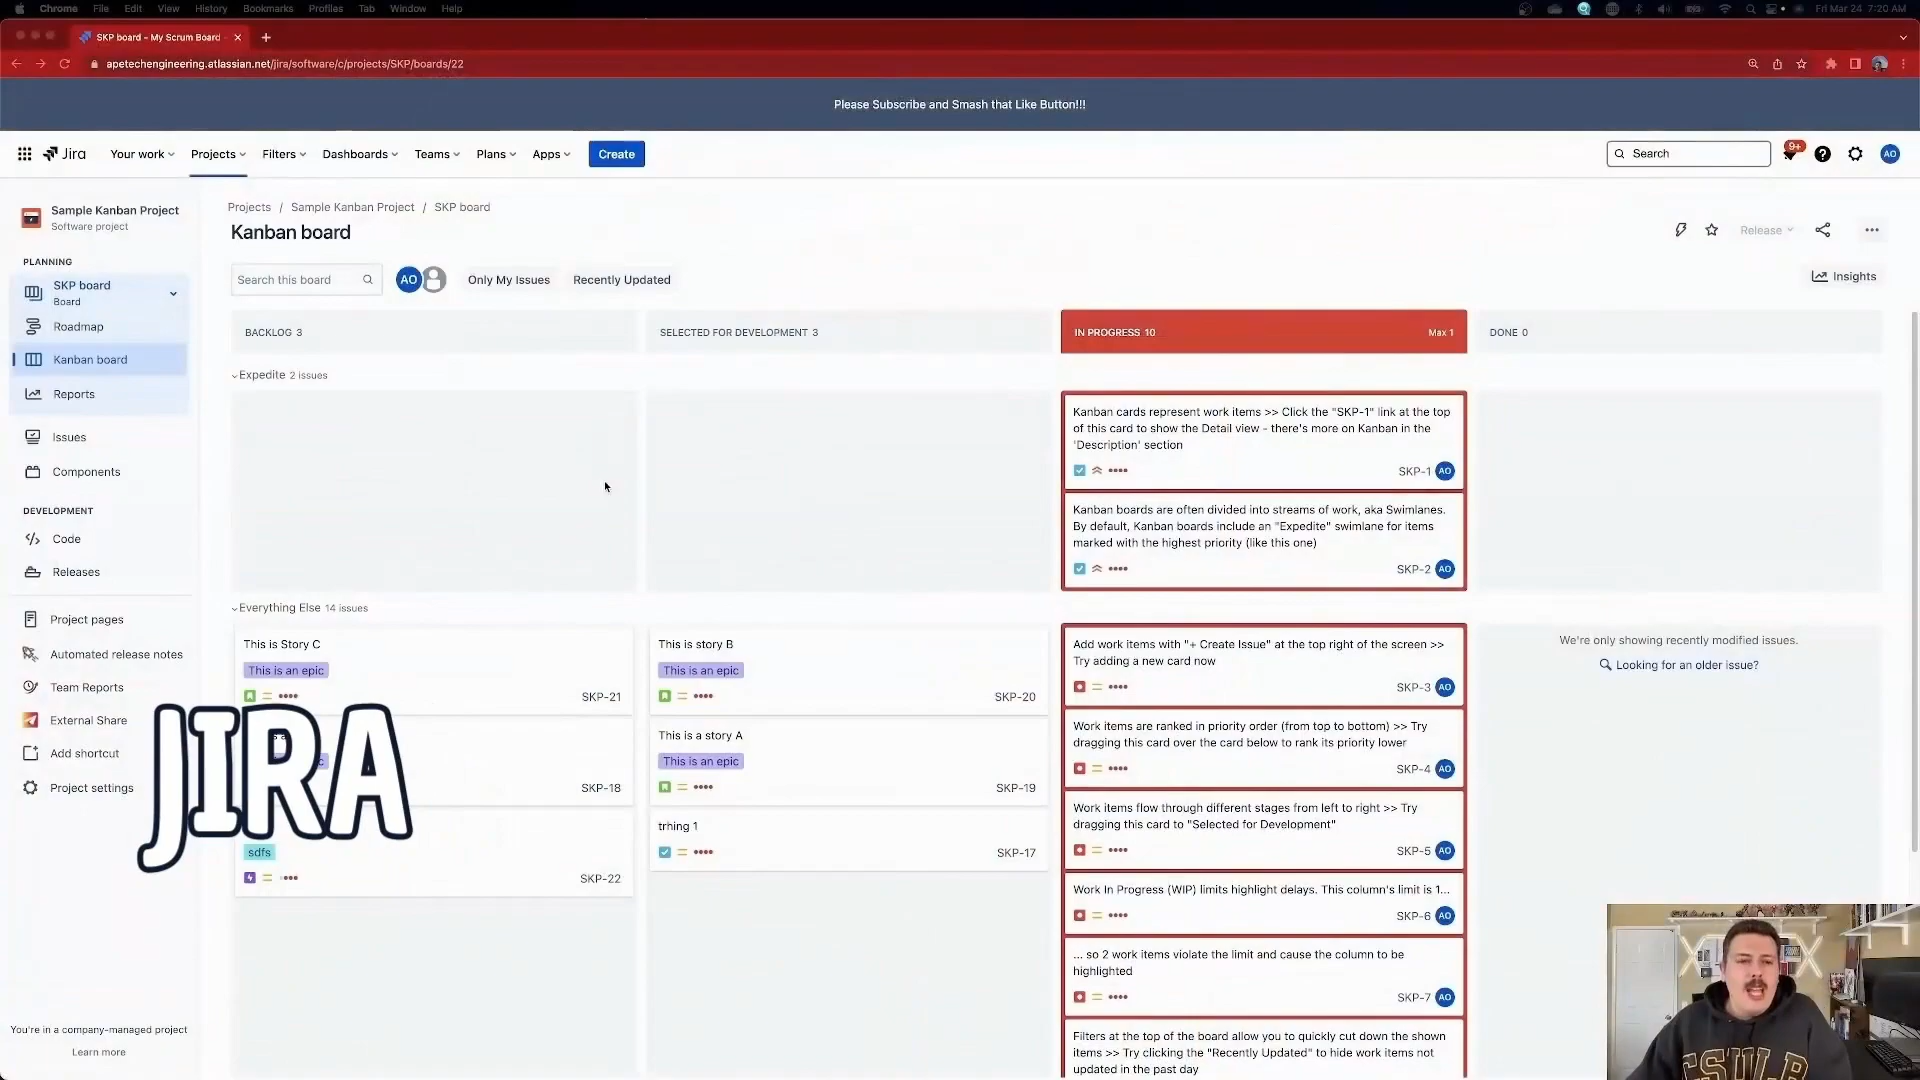 Chrome File Edit View History Bookmarks Profiles Tab Window Help
Fri Mar 24 7:20 AM
SKP board - My Scrum Board
apetechengineering.atlassian.net/jira/software/c/projects/SKP/boards/22
Please Subscribe and Smash that Like Button!!!
Jira Your work Projects Filters Dashboards Teams Plans Apps Create Search 9+ AO
Sample Kanban Project
Software project
PLANNING
SKP board
Board
Roadmap
Kanban board
Reports
Issues
Components
DEVELOPMENT
Code
Releases
Project pages
Automated release notes
Team Reports
External Share
Add shortcut
Project settings
You're in a company-managed project
Learn more
Projects / Sample Kanban Project / SKP board
Kanban board
Release
Search this board AO Only My Issues Recently Updated
Insights
BACKLOG 3
SELECTED FOR DEVELOPMENT 3
IN PROGRESS 10 Max 1
DONE 0
Expedite 2 issues
Kanban cards represent work items >> Click the "SKP-1" link at the top
of this card to show the Detail view - there's more on Kanban in the
'Description' section
SKP-1 AO
Kanban boards are often divided into streams of work, aka Swimlanes.
By default, Kanban boards include an "Expedite" swimlane for items
marked with the highest priority (like this one)
SKP-2 AO
Everything Else 14 issues
This is Story C
This is an epic
SKP-21
SKP-18
sdfs
SKP-22
This is story B
This is an epic
SKP-20
This is a story A
This is an epic
SKP-19
trhing 1
SKP-17
Add work items with "+ Create Issue" at the top right of the screen >>
Try adding a new card now
SKP-3 AO
Work items are ranked in priority order (from top to bottom) >> Try
dragging this card over the card below to rank its priority lower
SKP-4 AO
Work items flow through different stages from left to right >> Try
dragging this card to "Selected for Development"
SKP-5 AO
Work In Progress (WIP) limits highlight delays. This column's limit is 1...
SKP-6 AO
... so 2 work items violate the limit and cause the column to be
highlighted
SKP-7 AO
Filters at the top of the board allow you to quickly cut down the shown
items >> Try clicking the "Recently Updated" to hide work items not
updated in the past day
We're only showing recently modified issues.
Looking for an older issue?
JIRA
CSULB